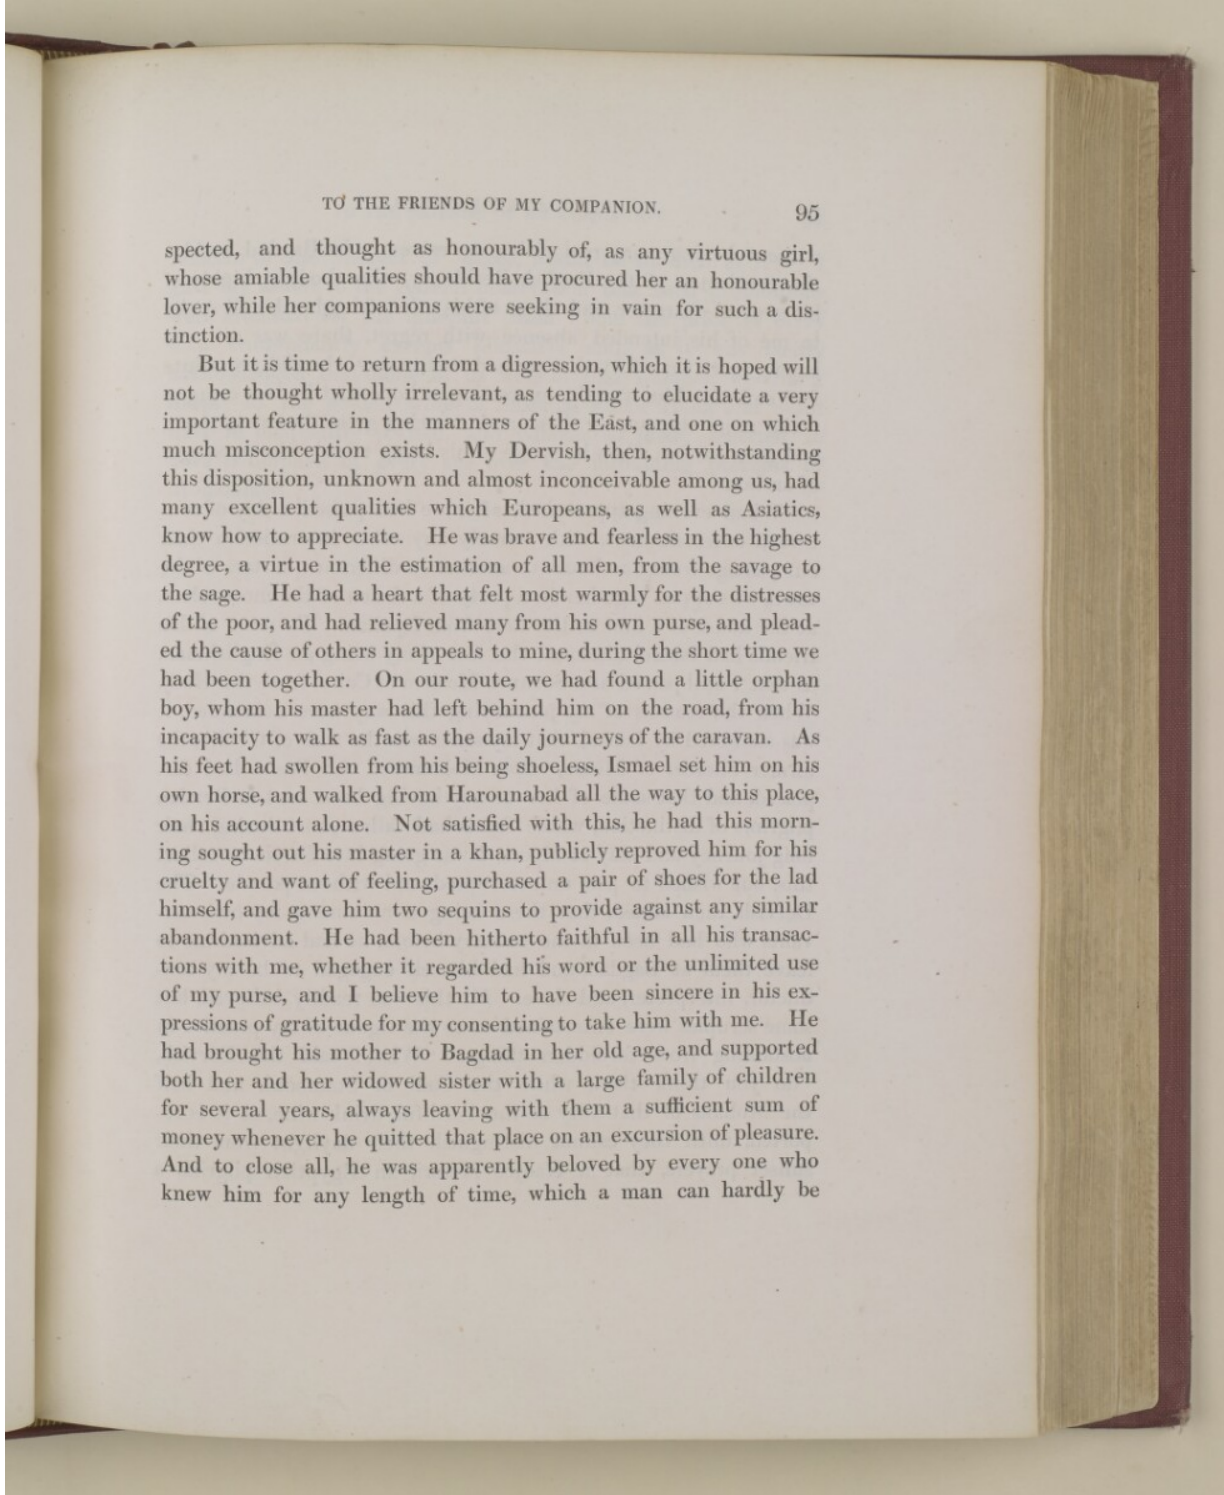 TO THE FRIENDS OF MY COMPANION. 95
spected, and thought as honourably of, as any virtuous girl,
whose amiable qualities should have procured her an honourable
lover, while her companions were seeking in vain for such a dis-
tinction.
But it is time to return from a digression, which it is hoped will
not be thought wholly irrelevant, as tending to elucidate a very
important feature in the manners of the East, and one on which
much misconception exists. My Dervish, then, notwithstanding
this disposition, unknown and almost inconceivable among us, had
many excellent qualities which Europeans, as well as Asiatics,
know how to appreciate. He was brave and fearless in the highest
degree, a virtue in the estimation of all men, from the savage to
the sage. He had a heart that felt most warmly for the distresses
of the poor, and had relieved many from his own purse, and plead-
ed the cause of others in appeals to mine, during the short time we
had been together. On our route, we had found a little orphan
boy, whom his master had left behind him on the road, from his
incapacity to walk as fast as the daily journeys of the caravan. As
his feet had swollen from his being shoeless, Ismael set him on his
own horse, and walked from Harounabad all the way to this place,
on his account alone. Not satisfied with this, he had this morn-
ing sought out his master in a khan, publicly reproved him for his
cruelty and want of feeling, purchased a pair of shoes for the lad
himself, and gave him two sequins to provide against any similar
abandonment. He had been hitherto faithful in all his transac-
tions with me, whether it regarded his word or the unlimited use
of my purse, and I believe him to have been sincere in his ex-
pressions of gratitude for my consenting to take him with me. He
had brought his mother to Bagdad in her old age, and supported
both her and her widowed sister with a large family of children
for several years, always leaving with them a sufficient sum of
money whenever he quitted that place on an excursion of pleasure.
And to close all, he was apparently beloved by every one who
knew him for any length of time, which a man can hardly be